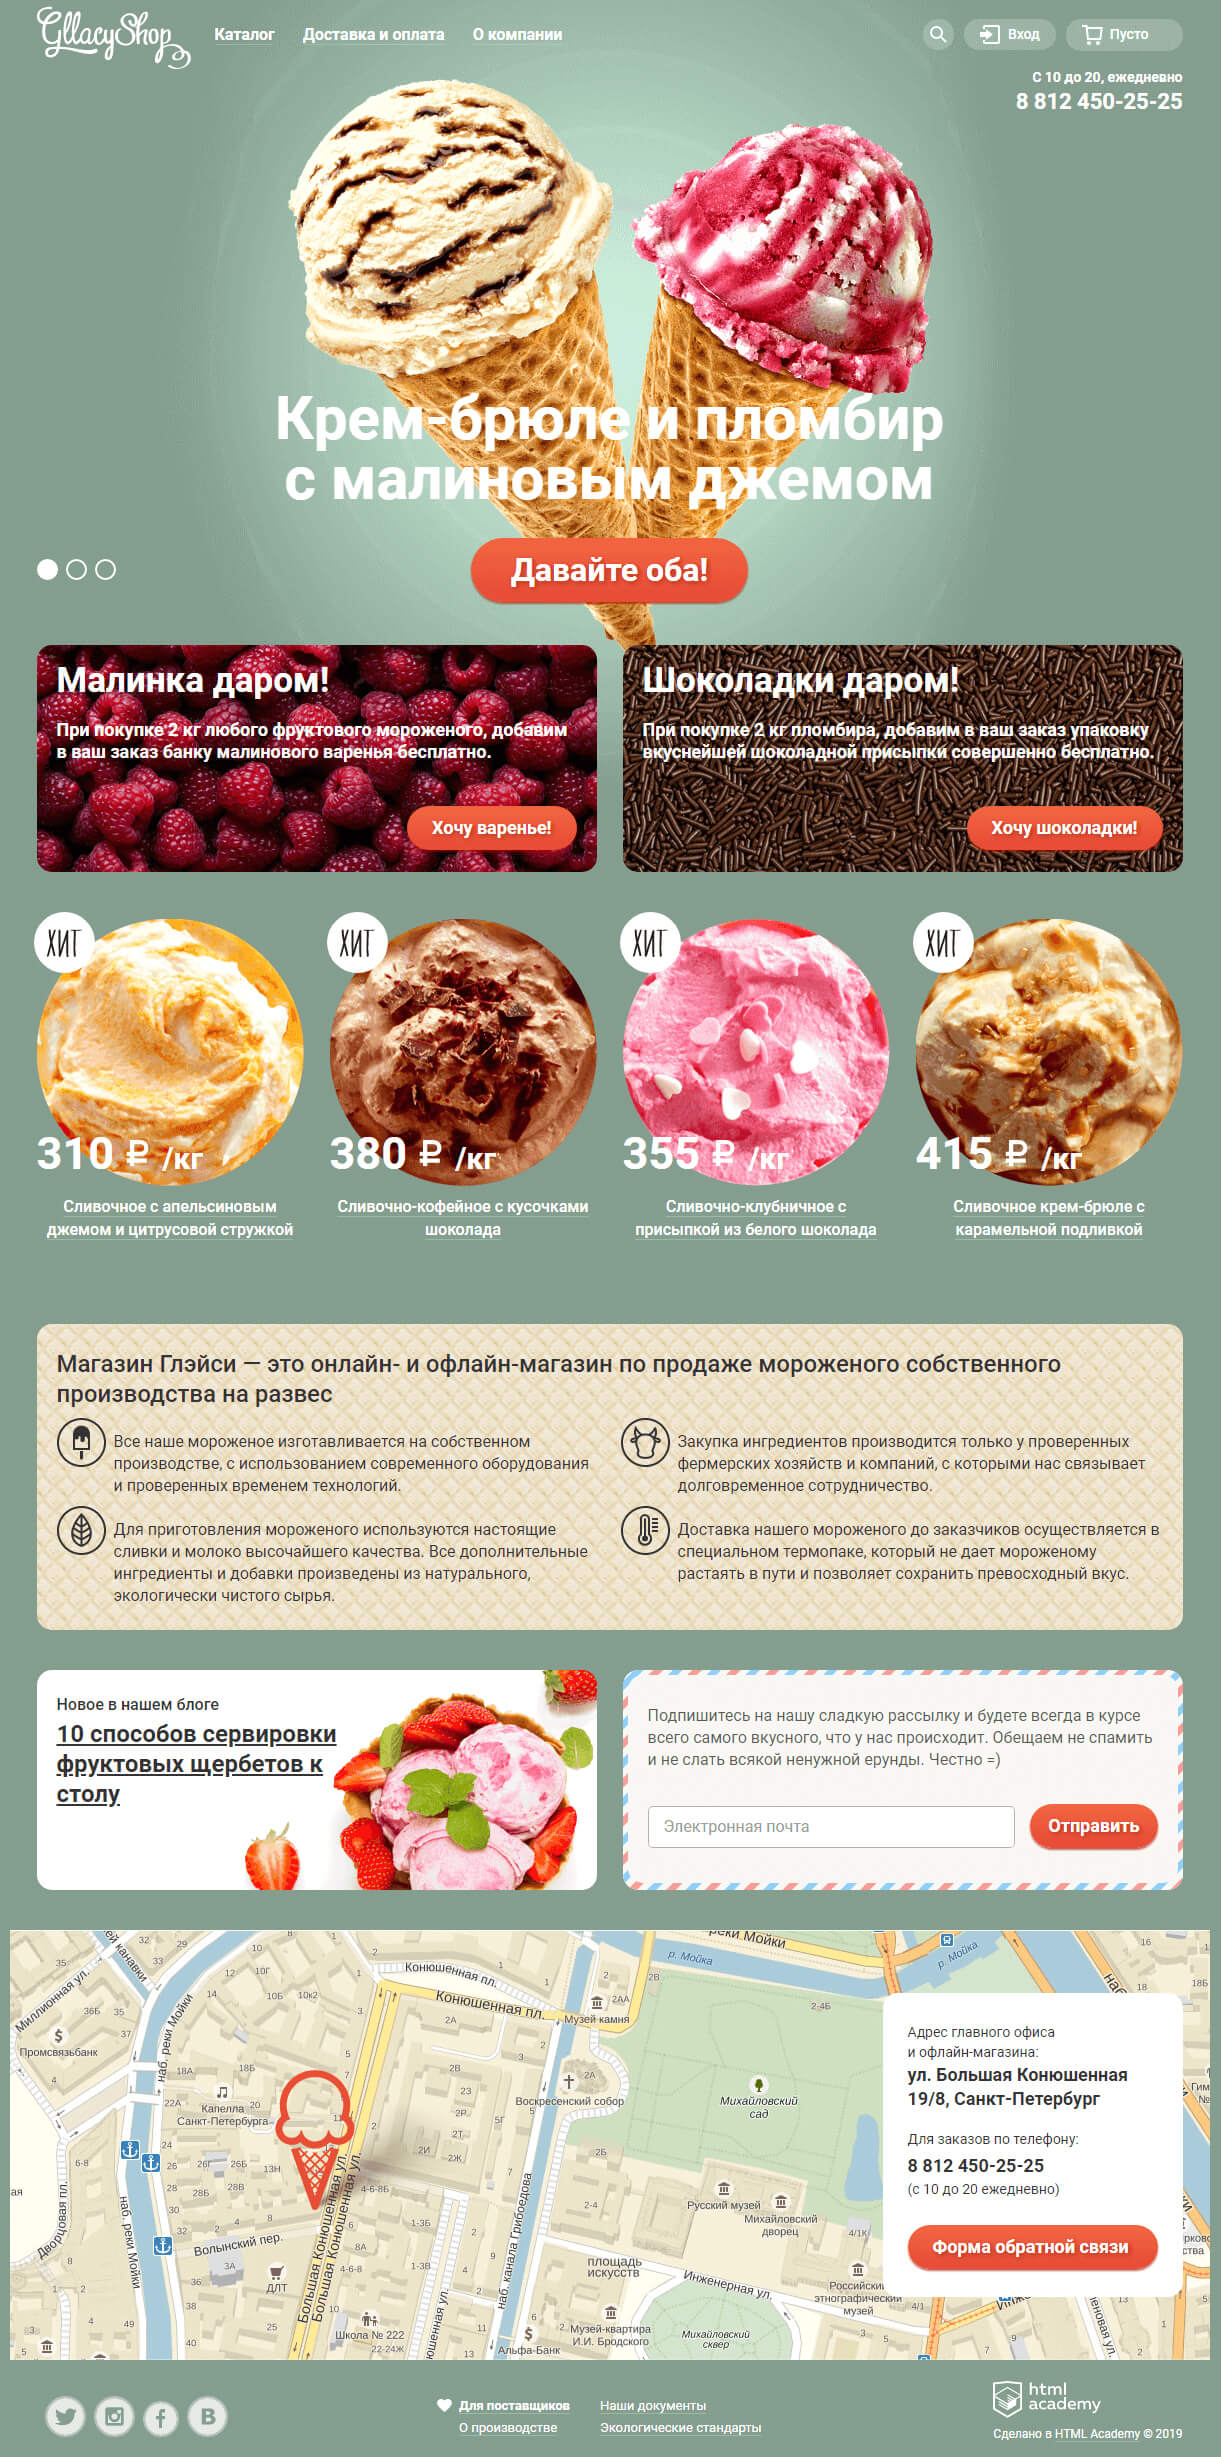 GllacyShop
Каталог
Доставка и оплата
О компании
Вход
Пусто
С 10 до 20, ежедневно
8 812 450-25-25
Крем-брюле и пломбир
с малиновым джемом
Давайте оба!
Малинка даром!
При покупке 2 кг любого фруктового мороженого, добавим
в ваш заказ банку малинового варенья бесплатно.
Хочу варенье!
Шоколадки даром!
При покупке 2 кг пломбира, добавим в ваш заказ упаковку
вкуснейшей шоколадной присыпки совершенно бесплатно.
Хочу шоколадки!
ХИТ
310 ₽ /кг
Сливочное с апельсиновым
джемом и цитрусовой стружкой
ХИТ
380 ₽ /кг
Сливочно-кофейное с кусочками
шоколада
ХИТ
355 ₽ /кг
Сливочно-клубничное с
присыпкой из белого шоколада
ХИТ
415 ₽ /кг
Сливочное крем-брюле с
карамельной подливкой
Магазин Глэйси — это онлайн- и офлайн-магазин по продаже мороженого собственного
производства на развес
Все наше мороженое изготавливается на собственном
производстве, с использованием современного оборудования
и проверенных временем технологий.
Закупка ингредиентов производится только у проверенных
фермерских хозяйств и компаний, с которыми нас связывает
долговременное сотрудничество.
Для приготовления мороженого используются настоящие
сливки и молоко высочайшего качества. Все дополнительные
ингредиенты и добавки произведены из натурального,
экологически чистого сырья.
Доставка нашего мороженого до заказчиков осуществляется в
специальном термопаке, который не дает мороженому
растаять в пути и позволяет сохранить превосходный вкус.
Новое в нашем блоге
10 способов сервировки
фруктовых щербетов к
столу
Подпишитесь на нашу сладкую рассылку и будете всегда в курсе
всего самого вкусного, что у нас происходит. Обещаем не спамить
и не слать всякой ненужной ерунды. Честно =)
Электронная почта
Отправить
реки Мойки
р. Мойка
р. Мойка
Конюшенная пл.
Конюшенная пл.
Миллионная ул.
наб. реки Мойки
Музей камня
Промсвязьбанк
Капелла
Санкт-Петербурга
Воскресенский собор
Михайловский
сад
Русский музей
Михайловский
дворец
Дворцовая пл.
наб. реки Мойки
Волынский пер.
ДЛТ
Большая Конюшенная ул.
Большая Конюшенная ул.
наб. канала Грибоедова
площадь
искусств
Инженерная ул.
Российский
этнографический
музей
Школа № 222
Альфа-Банк
Музей-квартира
И.И. Бродского
Михайловский
сквер
Адрес главного офиса
и офлайн-магазина:
ул. Большая Конюшенная
19/8, Санкт-Петербург
Для заказов по телефону:
8 812 450-25-25
(с 10 до 20 ежедневно)
Форма обратной связи
Для поставщиков
О производстве
Наши документы
Экологические стандарты
html
academy
Сделано в HTML Academy © 2019